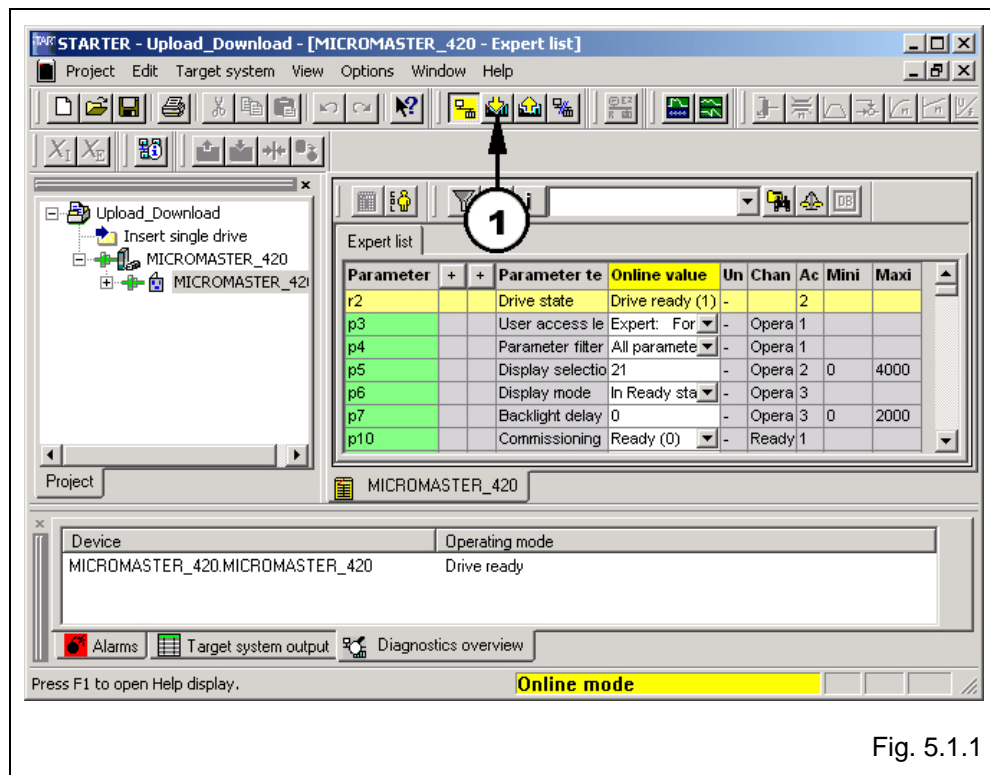 STARTER - Upload_Download - [MICROMASTER_420 - Expert list]
Project Edit Target system View Options Window Help
Upload_Download
Insert single drive
MICROMASTER_420
MICROMASTER_42
Project
1
Expert list
Parameter + + Parameter te Online value Un Chan Ac Mini Maxi
r2 Drive state Drive ready (1) - 2
p3 User access le Expert: For - Opera 1
p4 Parameter filter All paramete - Opera 1
p5 Display selectio 21 - Opera 2 0 4000
p6 Display mode In Ready sta - Opera 3
p7 Backlight delay 0 - Opera 3 0 2000
p10 Commissioning Ready (0) - Ready 1
MICROMASTER_420
Device Operating mode
MICROMASTER_420.MICROMASTER_420 Drive ready
Alarms Target system output Diagnostics overview
Press F1 to open Help display. Online mode
Fig. 5.1.1